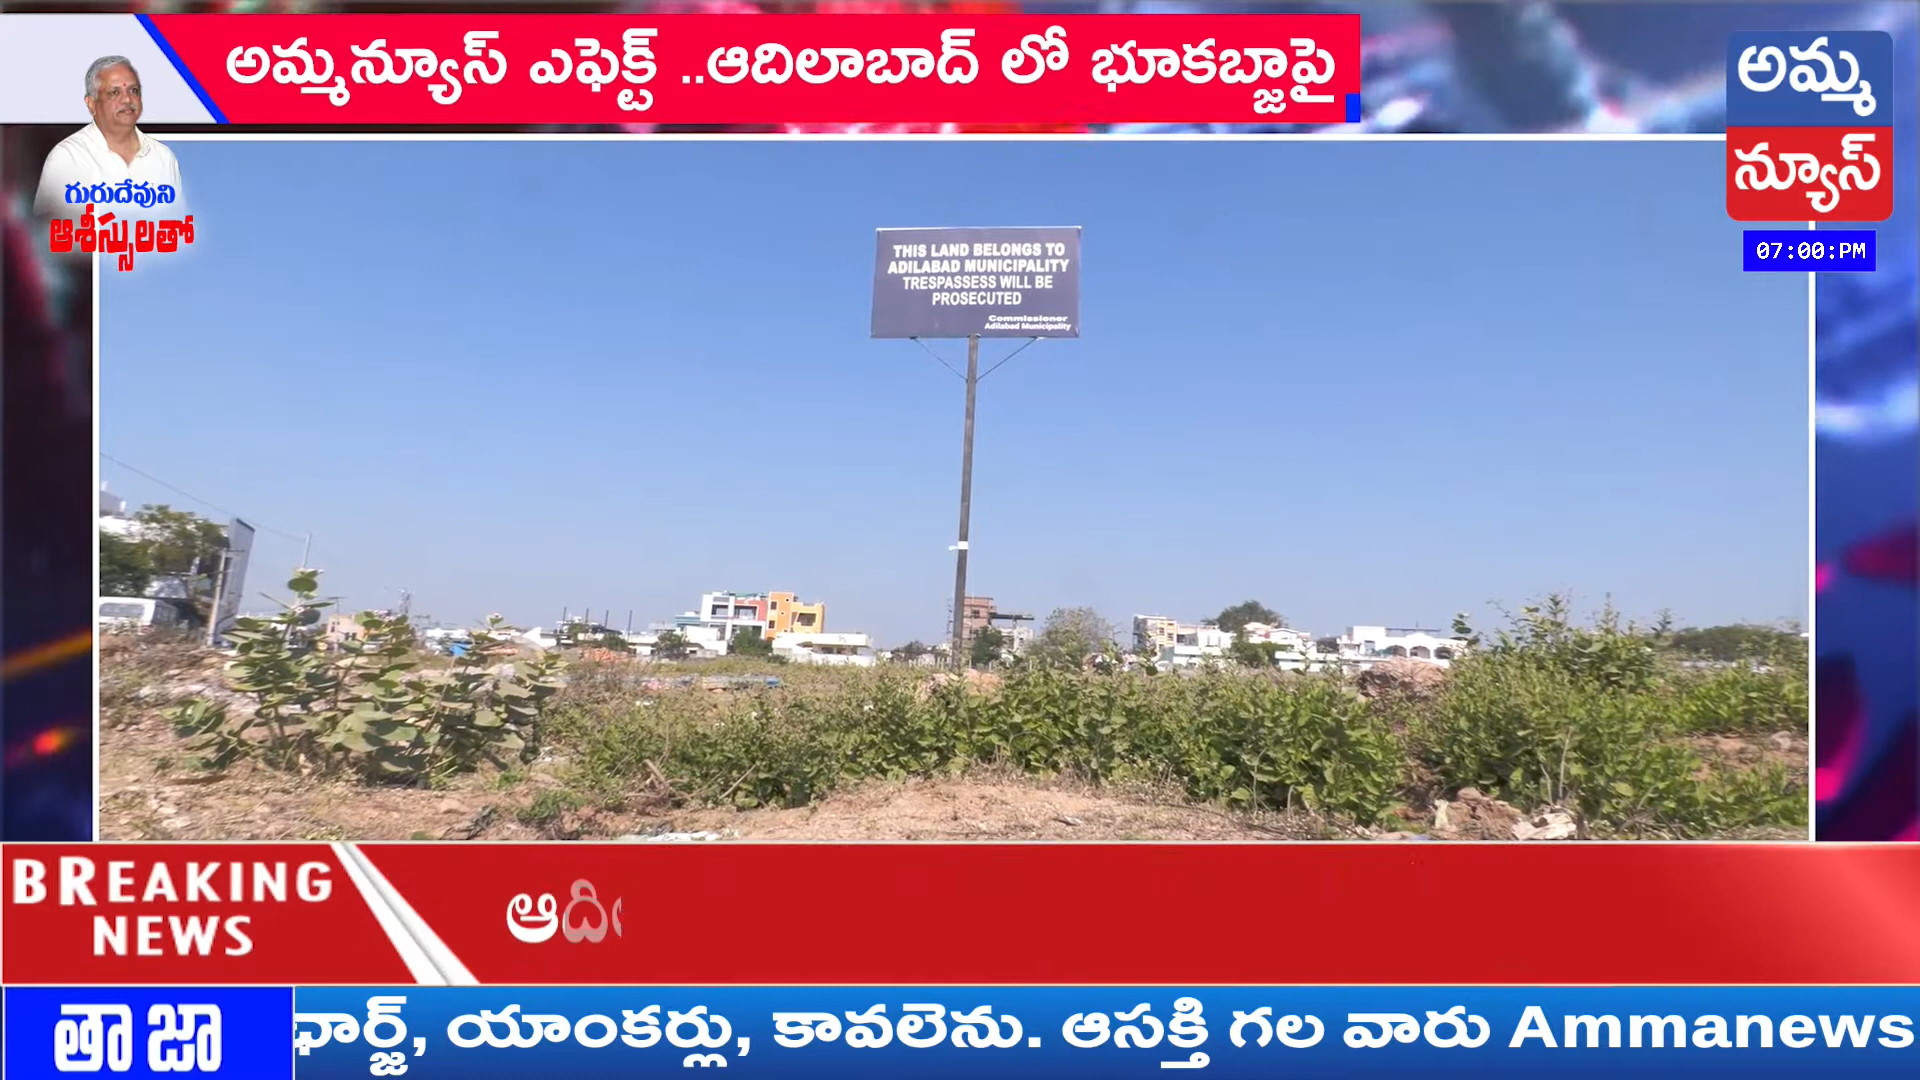 అమ్మన్యూస్ ఎఫెక్ట్ ..ఆదిలాబాద్ లో భూకబ్జాపై
అమ్మ
న్యూస్
07:00:PM
గురుదేవుని
ఆశీస్సులతో
THIS LAND BELONGS TO
ADILABAD MUNICIPALITY
TRESPASSESS WILL BE
PROSECUTED
Commissioner
Adilabad Municipality
BREAKING
NEWS
తాజా
యాంకర్లు, కావలెను. ఆసక్తి గల వారు Ammanews